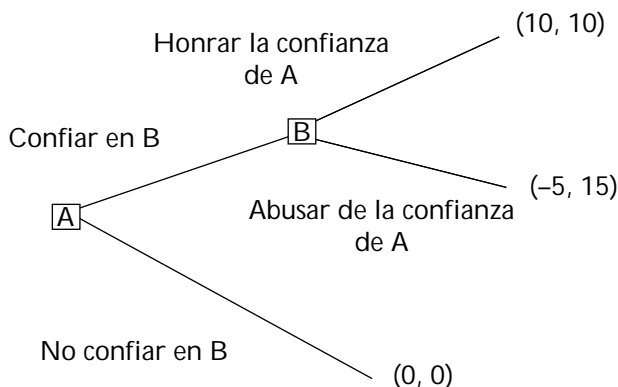 Honrar la confianza
de A
(10, 10)
Confiar en B
B
(–5, 15)
A
Abusar de la confianza
de A
No confiar en B
(0, 0)